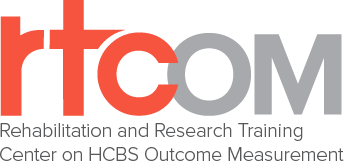 rtcOM
Rehabilitation and Research Training
Center on HCBS Outcome Measurement